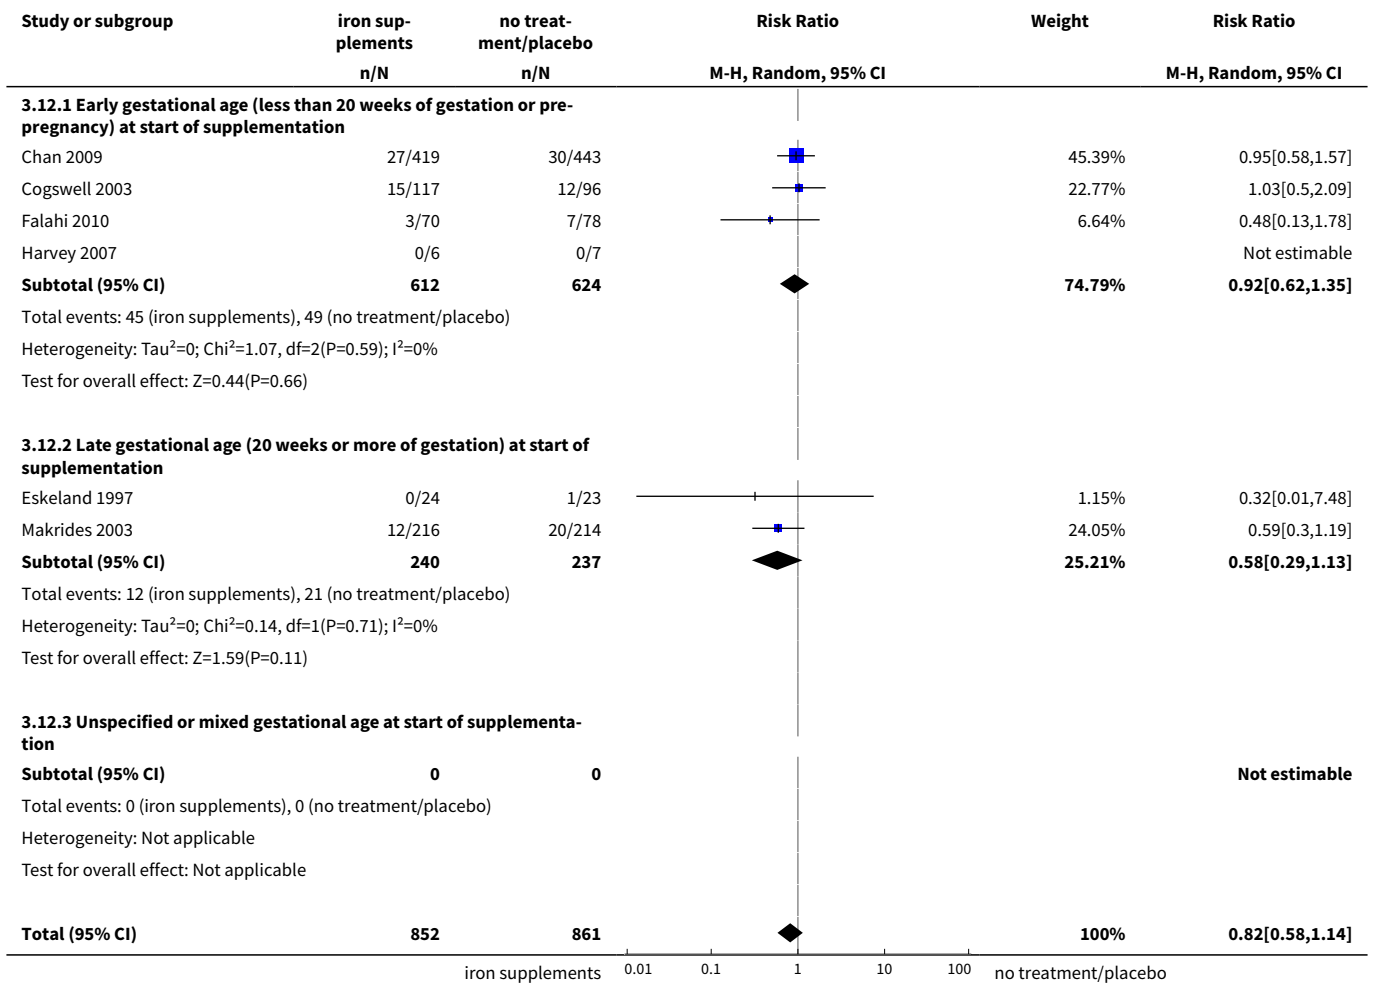 Study or subgroup iron sup- no treat- Risk Ratio Weight Risk Ratio
plements ment/placebo
n/N n/N M-H, Random, 95% CI M-H, Random, 95% CI
3.12.1 Early gestational age (less than 20 weeks of gestation or pre-
pregnancy) at start of supplementation
Chan 2009 27/419 30/443 45.39% 0.95[0.58,1.57]
Cogswell 2003 15/117 12/96 22.77% 1.03[0.5,2.09]
Falahi 2010 3/70 7/78 6.64% 0.48[0.13,1.78]
Harvey 2007 0/6 0/7 Not estimable
Subtotal (95% CI) 612 624 74.79% 0.92[0.62,1.35]
Total events: 45 (iron supplements), 49 (no treatment/placebo)
Heterogeneity: Tau²=0; Chi²=1.07, df=2(P=0.59); I²=0%
Test for overall effect: Z=0.44(P=0.66)
3.12.2 Late gestational age (20 weeks or more of gestation) at start of
supplementation
Eskeland 1997 0/24 1/23 1.15% 0.32[0.01,7.48]
Makrides 2003 12/216 20/214 24.05% 0.59[0.3,1.19]
Subtotal (95% CI) 240 237 25.21% 0.58[0.29,1.13]
Total events: 12 (iron supplements), 21 (no treatment/placebo)
Heterogeneity: Tau²=0; Chi²=0.14, df=1(P=0.71); I²=0%
Test for overall effect: Z=1.59(P=0.11)
3.12.3 Unspecified or mixed gestational age at start of supplementa-
tion
Subtotal (95% CI) 0 0 Not estimable
Total events: 0 (iron supplements), 0 (no treatment/placebo)
Heterogeneity: Not applicable
Test for overall effect: Not applicable
Total (95% CI) 852 861 100% 0.82[0.58,1.14]
iron supplements 0.01 0.1 1 10 100 no treatment/placebo